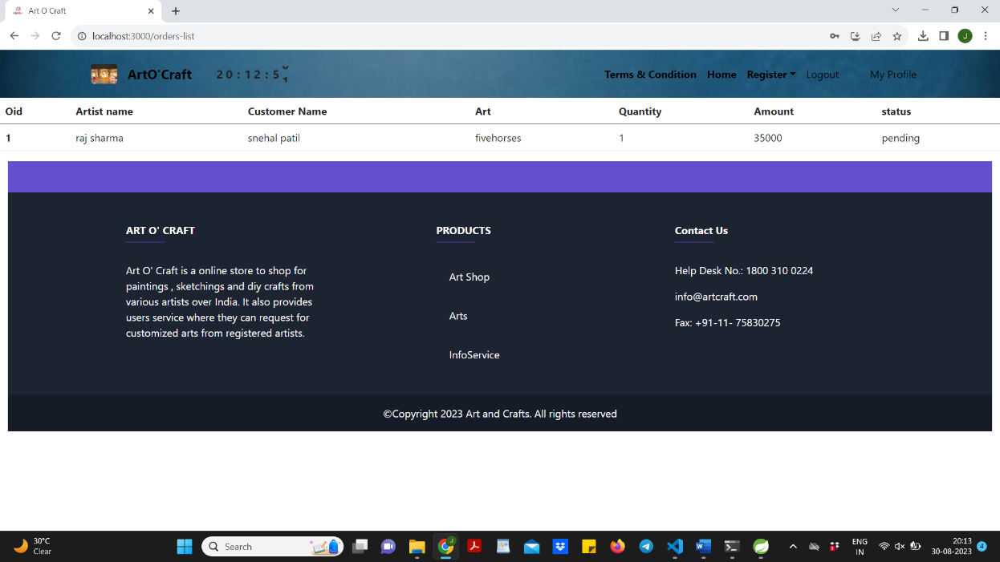 Art O Craft
localhost:3000/orders-list
J
ArtO'Craft
20:12:5
Terms & Condition Home Register Logout My Profile
Oid Artist name Customer Name Art Quantity Amount status
1 raj sharma snehal patil fivehorses 1 35000 pending
ART O' CRAFT
Art O' Craft is a online store to shop for
paintings , sketchings and diy crafts from
various artists over India. It also provides
users service where they can request for
customized arts from registered artists.
PRODUCTS
Art Shop
Arts
InfoService
Contact Us
Help Desk No.: 1800 310 0224
info@artcraft.com
Fax: +91-11- 75830275
©Copyright 2023 Art and Crafts. All rights reserved
30°C
Clear
Search
J
ENG
IN
20:13
30-08-2023
4